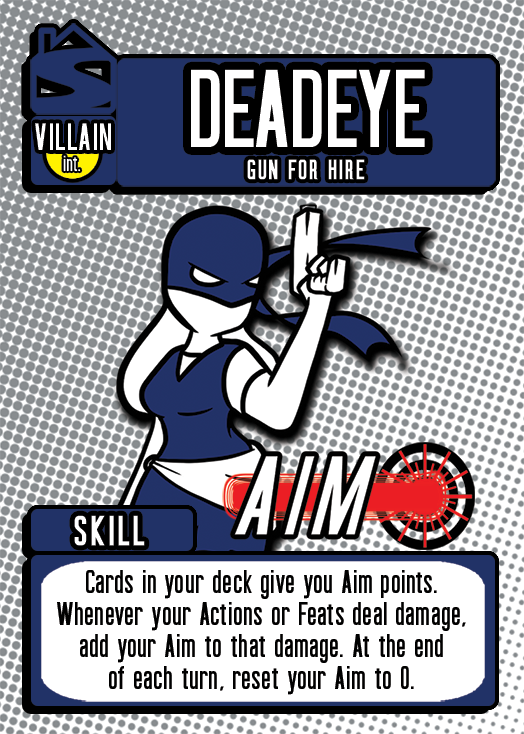 VILLAIN
int.
DEADEYE
GUN FOR HIRE
AIM
SKILL
Cards in your deck give you Aim points.
Whenever your Actions or Feats deal damage,
add your Aim to that damage. At the end
of each turn, reset your Aim to 0.